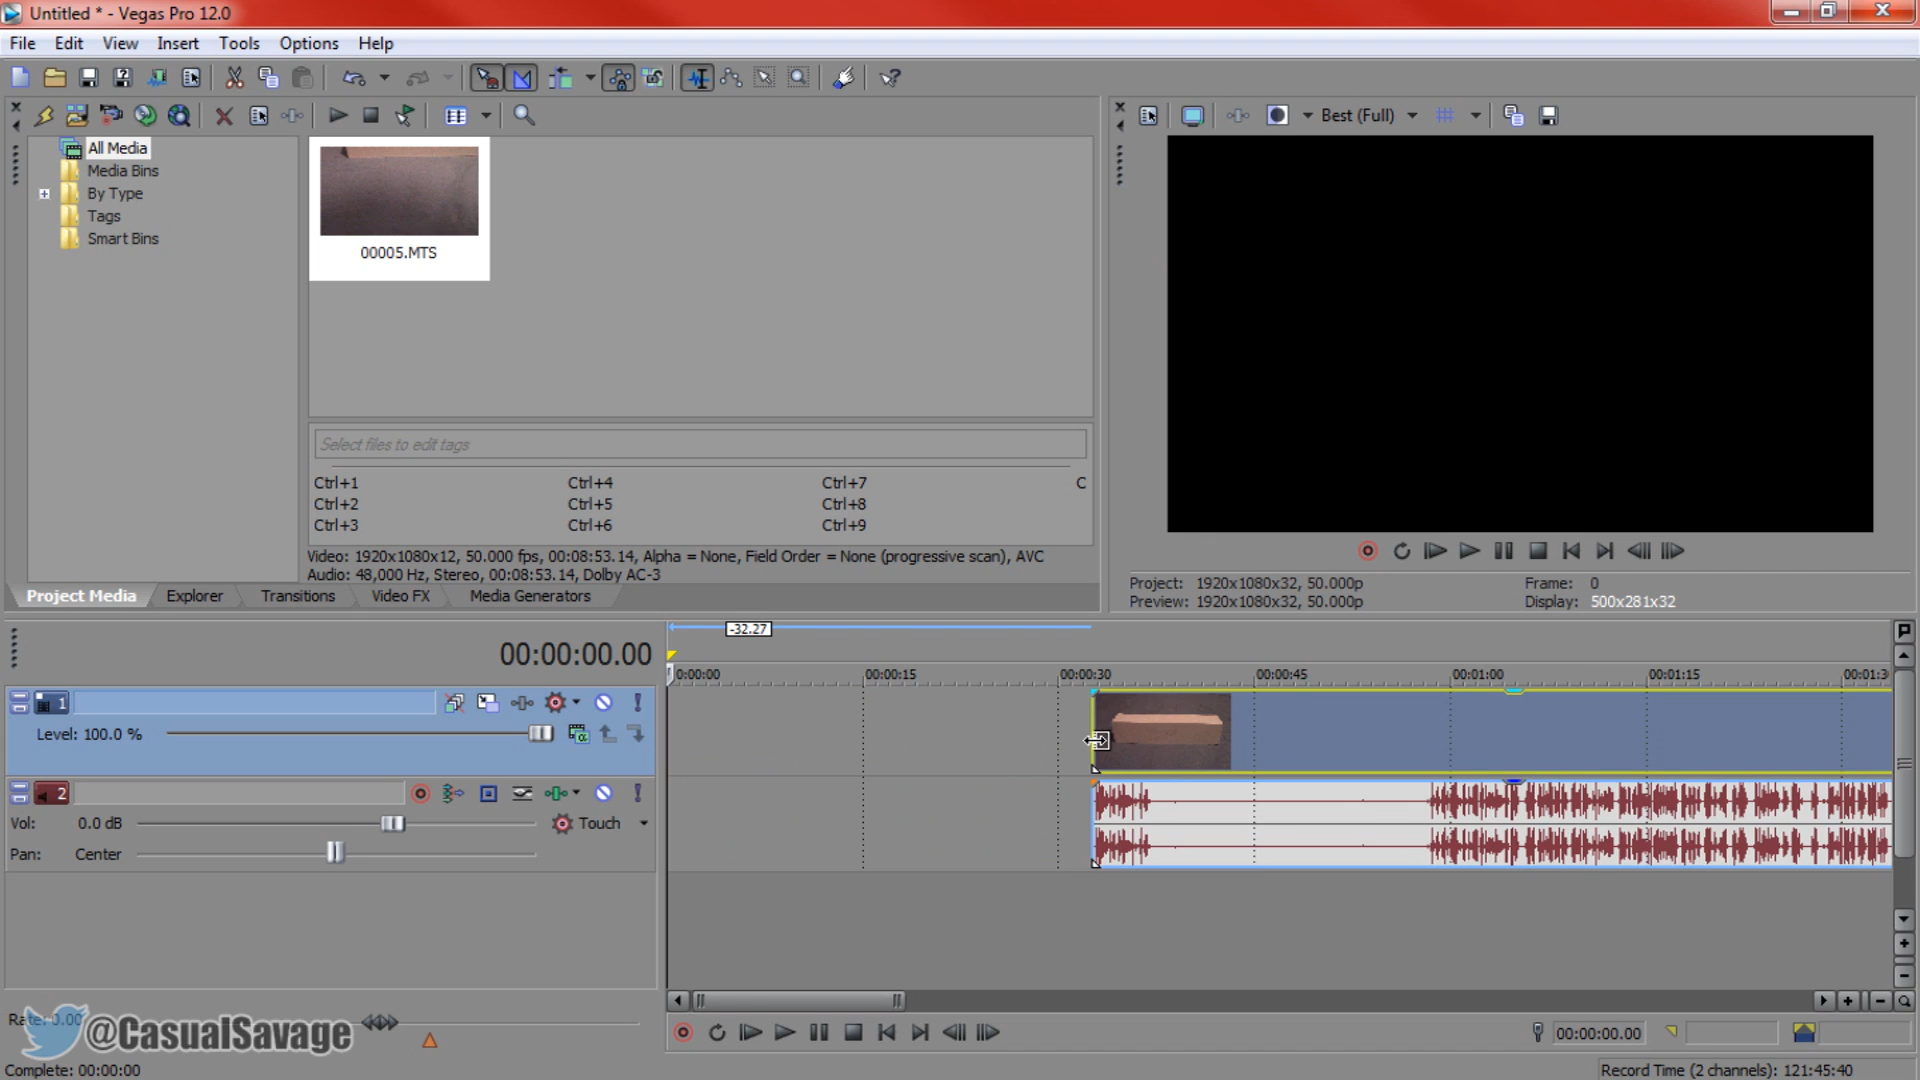 Untitled * - Vegas Pro 12.0
File Edit View Insert Tools Options Help
Best (Full)
All Media
Media Bins
By Type
Tags
Smart Bins
00005.MTS
Select files to edit tags
Ctrl+1 Ctrl+4 Ctrl+7 C
Ctrl+2 Ctrl+5 Ctrl+8
Ctrl+3 Ctrl+6 Ctrl+9
Video: 1920x1080x12, 50.000 fps, 00:08:53.14, Alpha = None, Field Order = None (progressive scan), AVC
Audio: 48,000 Hz, Stereo, 00:08:53.14, Dolby AC-3
Project Media Explorer Transitions Video FX Media Generators
Project: 1920x1080x32, 50.000p Frame: 0
Preview: 1920x1080x32, 50.000p Display: 500x281x32
-32.27
00:00:00.00
0:00:00 00:00:15 00:00:30 00:00:45 00:01:00 00:01:15 00:01:3
1
Level: 100.0 %
2
Vol: 0.0 dB Touch
Pan: Center
Rate: 0.00
@CasualSavage
00:00:00.00
Complete: 00:00:00
Record Time (2 channels): 121:45:40